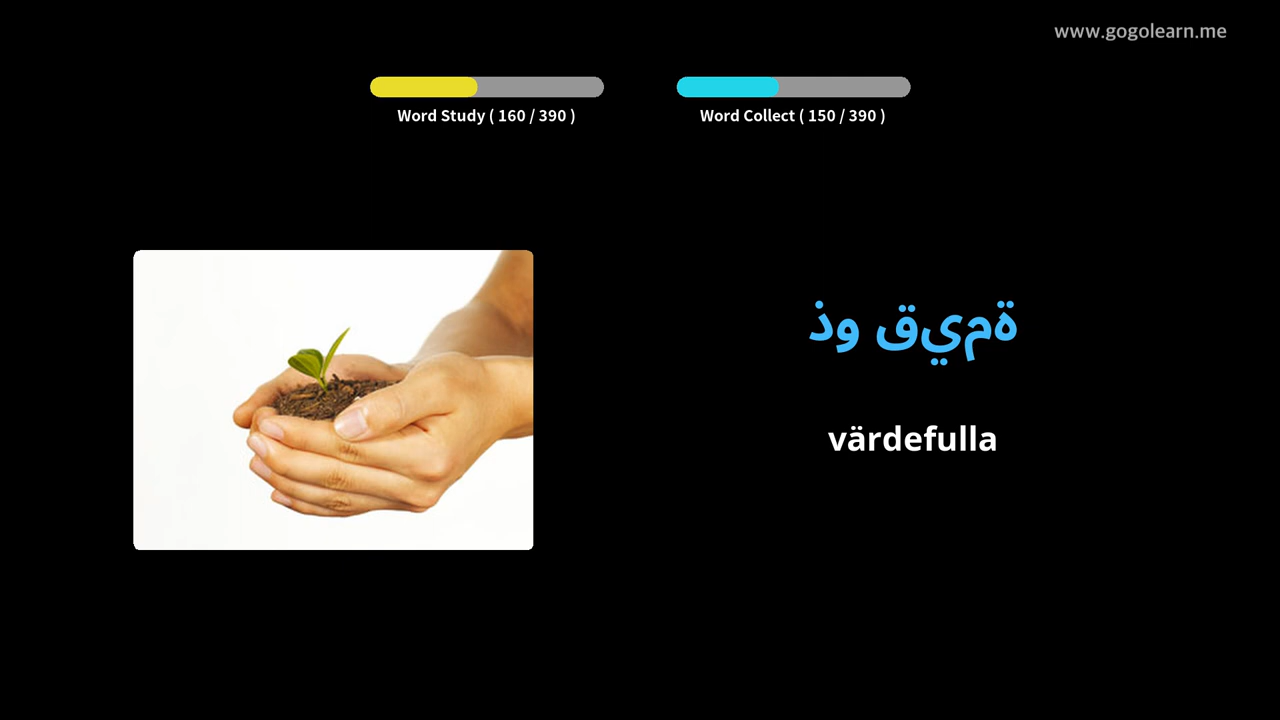 www.gogolearn.me
Word Study ( 160 / 390 )
Word Collect ( 150 / 390 )
ذو قيمة
värdefulla